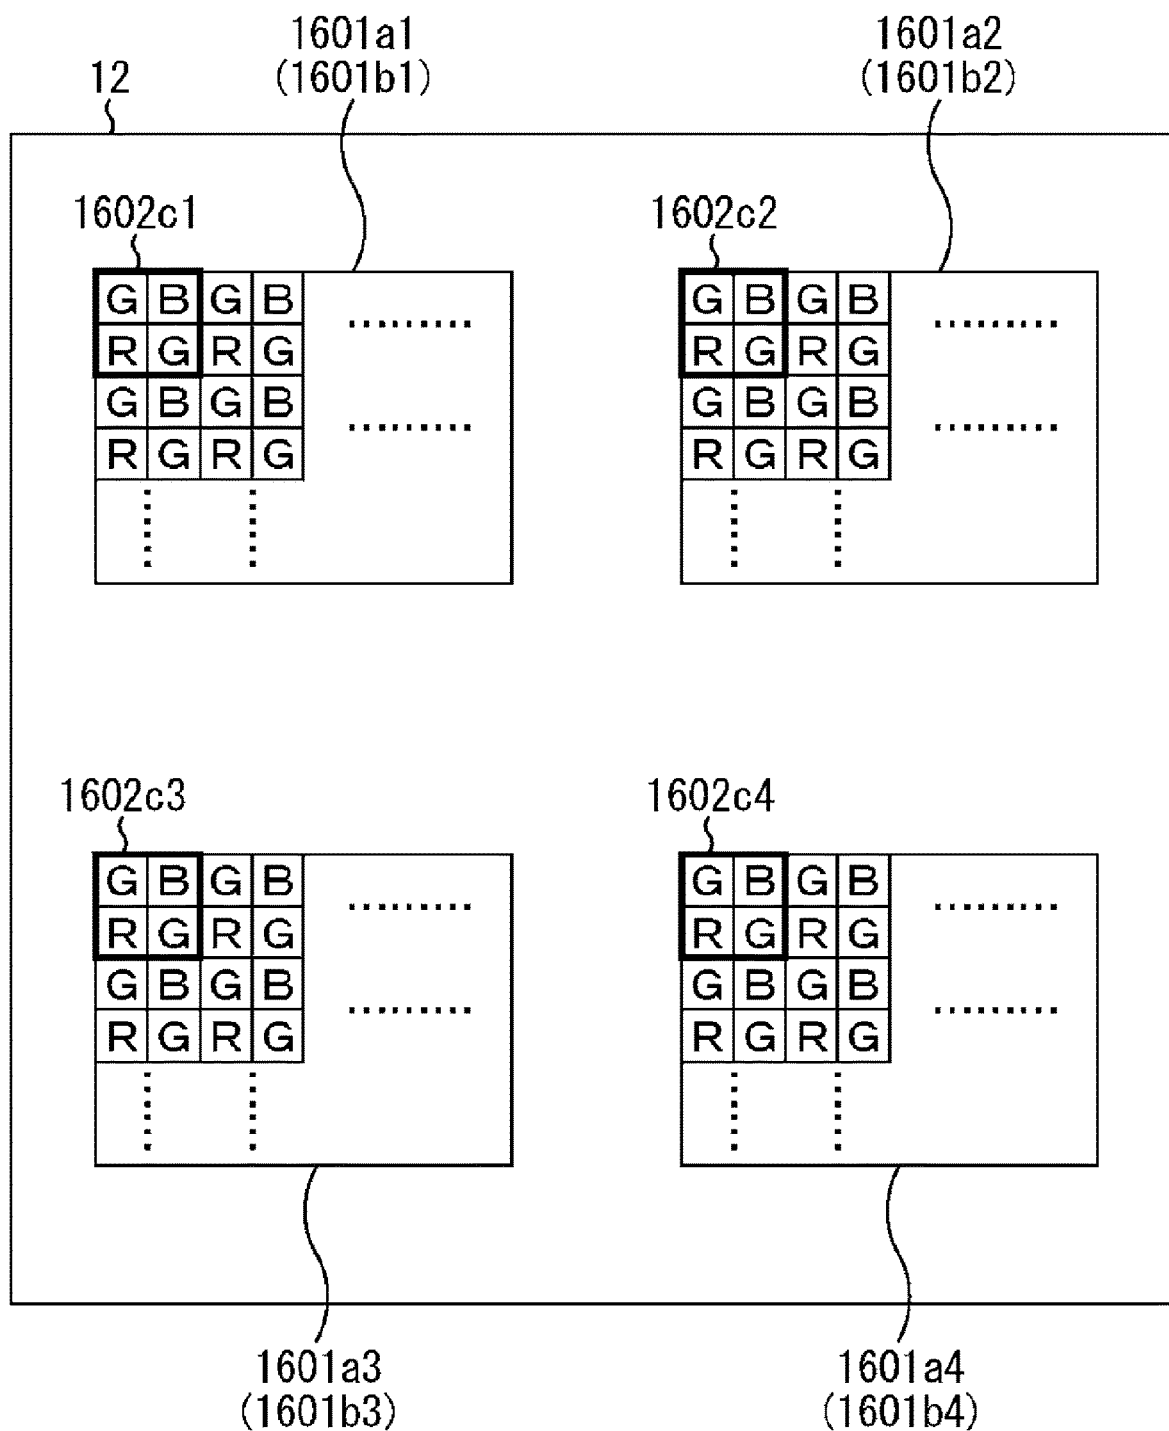 1601a1
(1601b1)
1601a2
(1601b2)
12
1602c1
1602c2
G B G B
R G R G
G B G B
R G R G
G B G B
R G R G
G B G B
R G R G
1602c3
1602c4
G B G B
R G R G
G B G B
R G R G
G B G B
R G R G
G B G B
R G R G
1601a3
(1601b3)
1601a4
(1601b4)